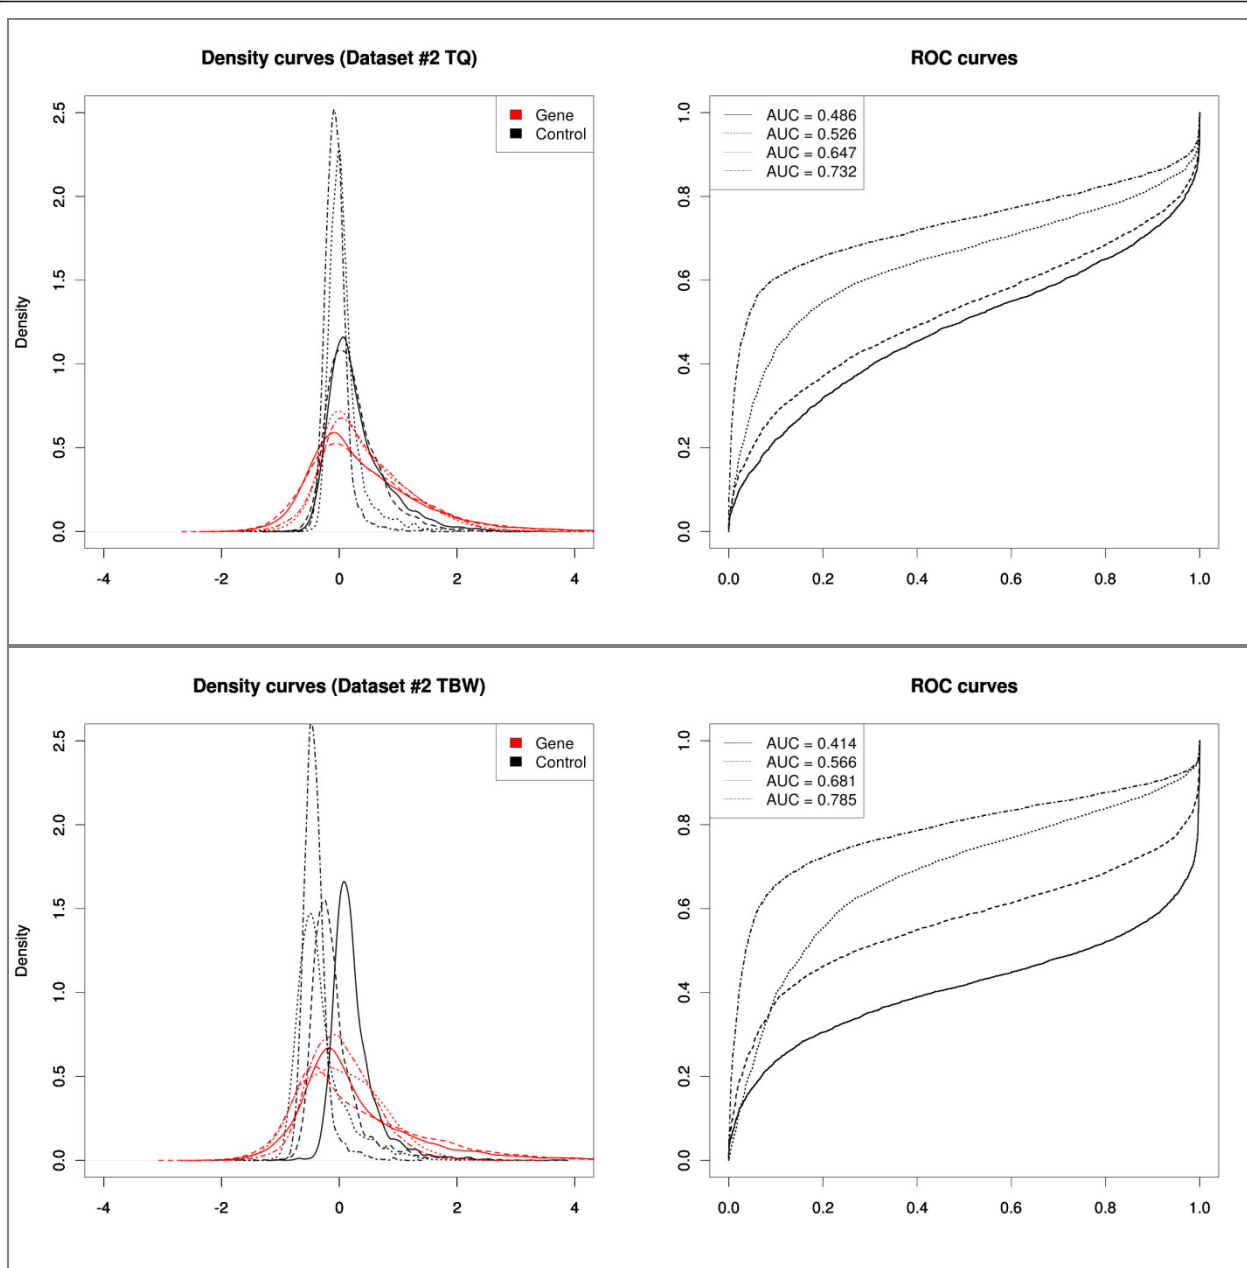 Density curves (Dataset #2 TQ)
Density
0.0 0.5 1.0 1.5 2.0 2.5
Gene
Control
-4 -2 0 2 4
ROC curves
0.0 0.2 0.4 0.6 0.8 1.0
AUC = 0.486
AUC = 0.526
AUC = 0.647
AUC = 0.732
0.0 0.2 0.4 0.6 0.8 1.0
Density curves (Dataset #2 TBW)
Density
0.0 0.5 1.0 1.5 2.0 2.5
Gene
Control
-4 -2 0 2 4
ROC curves
0.0 0.2 0.4 0.6 0.8 1.0
AUC = 0.414
AUC = 0.566
AUC = 0.681
AUC = 0.785
0.0 0.2 0.4 0.6 0.8 1.0